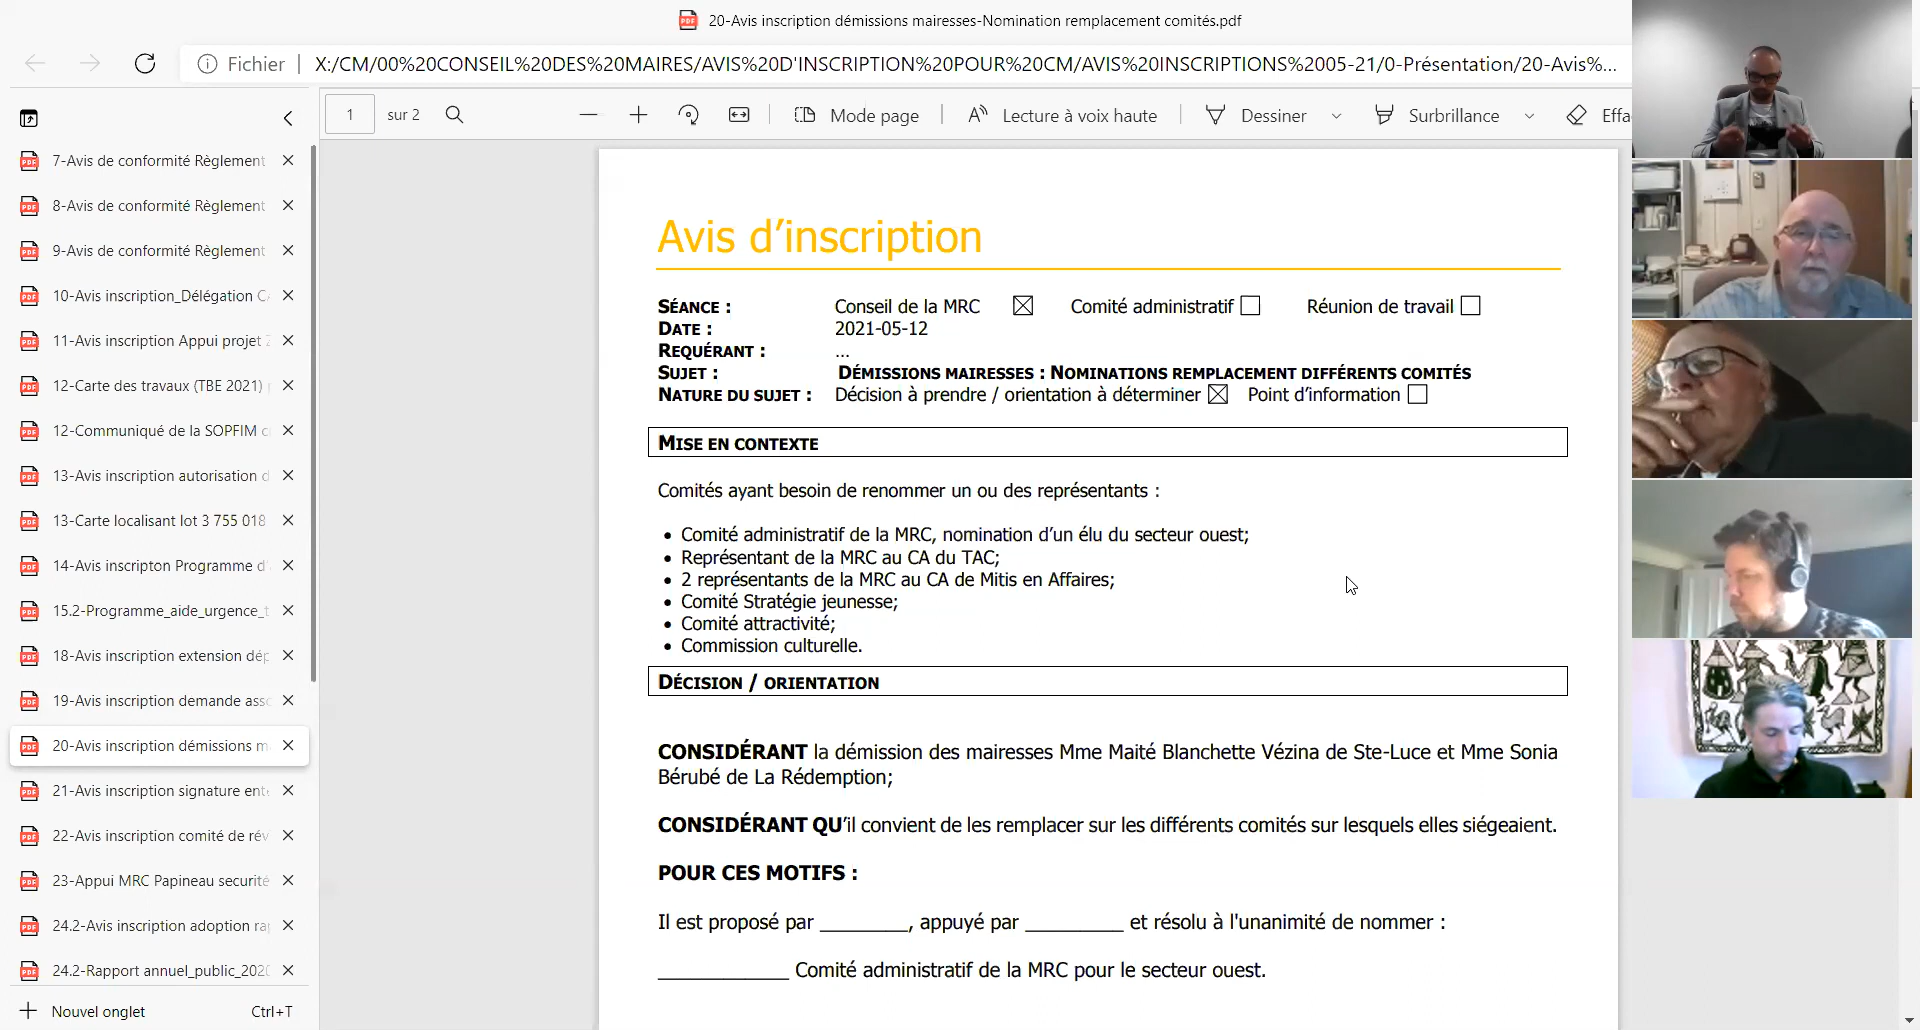 20-Avis inscription démissions mairesses-Nomination remplacement comités.pdf
Fichier | X:/CM/00%20CONSEIL%20DES%20MAIRES/AVIS%20D'INSCRIPTION%20POUR%20CM/AVIS%20INSCRIPTIONS%2005-21/0-Présentation/20-Avis%...
1 sur 2 Mode page Lecture à voix haute Dessiner Surbrillance Effa
7-Avis de conformité Règlement
8-Avis de conformité Règlement
9-Avis de conformité Règlement
10-Avis inscription_Délégation
11-Avis inscription Appui projet
12-Carte des travaux (TBE 2021)
12-Communiqué de la SOPFIM
13-Avis inscription autorisation
13-Carte localisant lot 3 755 018
14-Avis inscripton Programme
15.2-Programme_aide_urgence_
18-Avis inscription extension
19-Avis inscription demande
20-Avis inscription démissions
21-Avis inscription signature
22-Avis inscription comité de
23-Appui MRC Papineau securité
24.2-Avis inscription adoption
24.2-Rapport annuel_public_2020
Nouvel onglet Ctrl+T
Avis d'inscription
SÉANCE : Conseil de la MRC ☒ Comité administratif ☐ Réunion de travail ☐
DATE : 2021-05-12
REQUÉRANT : ...
SUJET : DÉMISSIONS MAIRESSES : NOMINATIONS REMPLACEMENT DIFFÉRENTS COMITÉS
NATURE DU SUJET : Décision à prendre / orientation à déterminer ☒ Point d'information ☐
MISE EN CONTEXTE
Comités ayant besoin de renommer un ou des représentants :
• Comité administratif de la MRC, nomination d'un élu du secteur ouest;
• Représentant de la MRC au CA du TAC;
• 2 représentants de la MRC au CA de Mitis en Affaires;
• Comité Stratégie jeunesse;
• Comité attractivité;
• Commission culturelle.
DÉCISION / ORIENTATION
CONSIDÉRANT la démission des mairesses Mme Maité Blanchette Vézina de Ste-Luce et Mme Sonia
Bérubé de La Rédemption;
CONSIDÉRANT QU'il convient de les remplacer sur les différents comités sur lesquels elles siégeaient.
POUR CES MOTIFS :
Il est proposé par ________, appuyé par _________ et résolu à l'unanimité de nommer :
____________ Comité administratif de la MRC pour le secteur ouest.